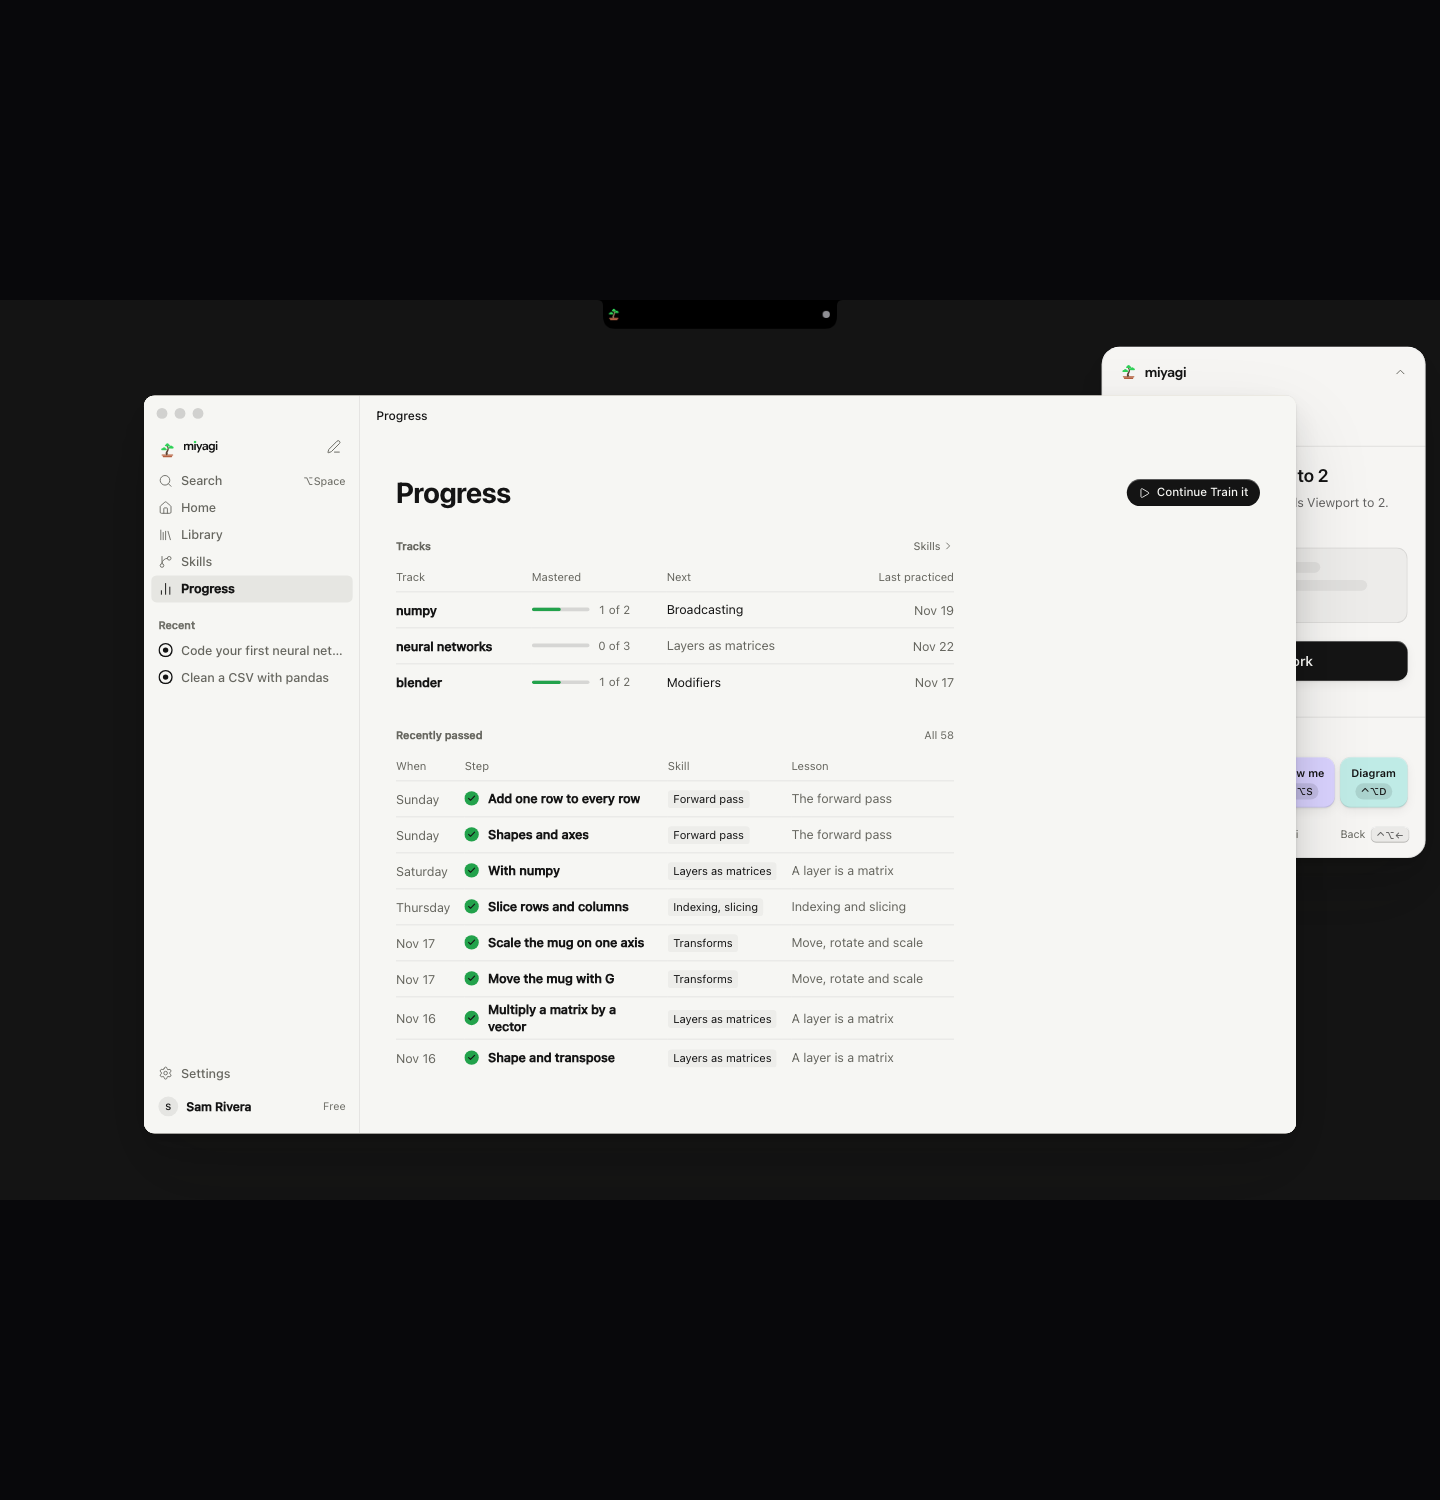 miyagi
Progress
miyagi
Search ⌥Space
Home
Library
Skills
Progress
Recent
Code your first neural net...
Clean a CSV with pandas
Settings
S Sam Rivera Free
Progress
Continue Train it
Tracks Skills
Track Mastered Next Last practiced
numpy 1 of 2 Broadcasting Nov 19
neural networks 0 of 3 Layers as matrices Nov 22
blender 1 of 2 Modifiers Nov 17
Recently passed All 58
When Step Skill Lesson
Sunday Add one row to every row Forward pass The forward pass
Sunday Shapes and axes Forward pass The forward pass
Saturday With numpy Layers as matrices A layer is a matrix
Thursday Slice rows and columns Indexing, slicing Indexing and slicing
Nov 17 Scale the mug on one axis Transforms Move, rotate and scale
Nov 17 Move the mug with G Transforms Move, rotate and scale
Nov 16 Multiply a matrix by a vector Layers as matrices A layer is a matrix
Nov 16 Shape and transpose Layers as matrices A layer is a matrix
to 2
ls Viewport to 2.
ork
w me
⌥S
Diagram
^⌥D
i
Back ^⌥←